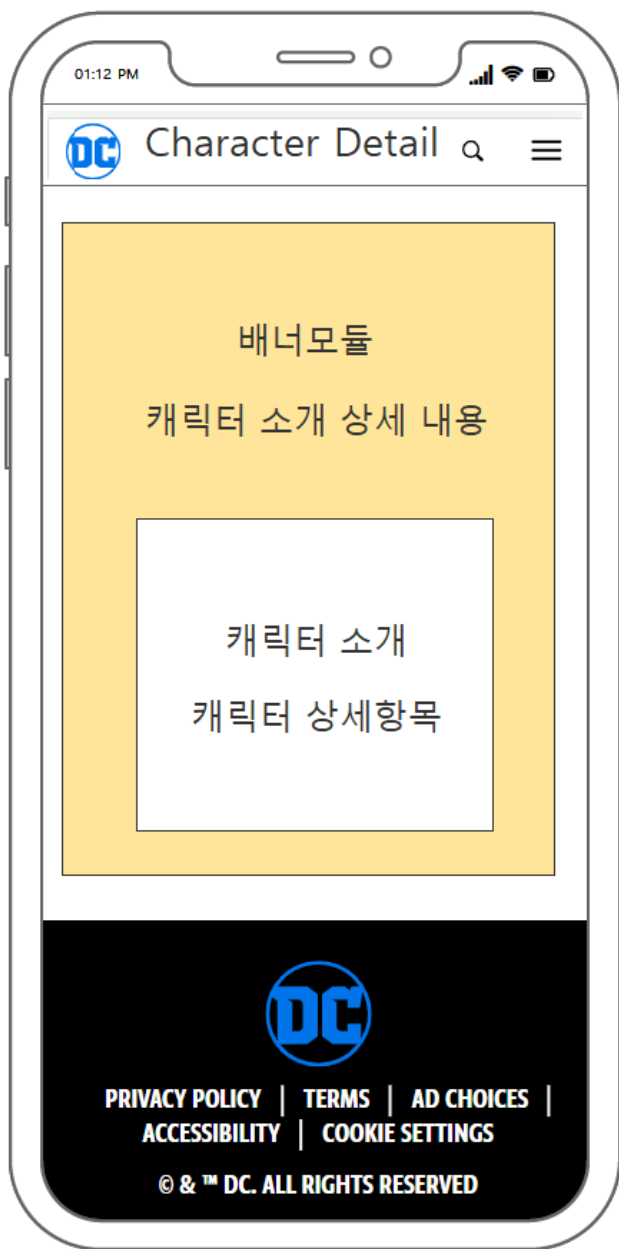 01:12 PM
DC Character Detail
배너모듈
캐릭터 소개 상세 내용
캐릭터 소개
캐릭터 상세항목
DC
PRIVACY POLICY | TERMS | AD CHOICES |
ACCESSIBILITY | COOKIE SETTINGS
© & ™ DC. ALL RIGHTS RESERVED